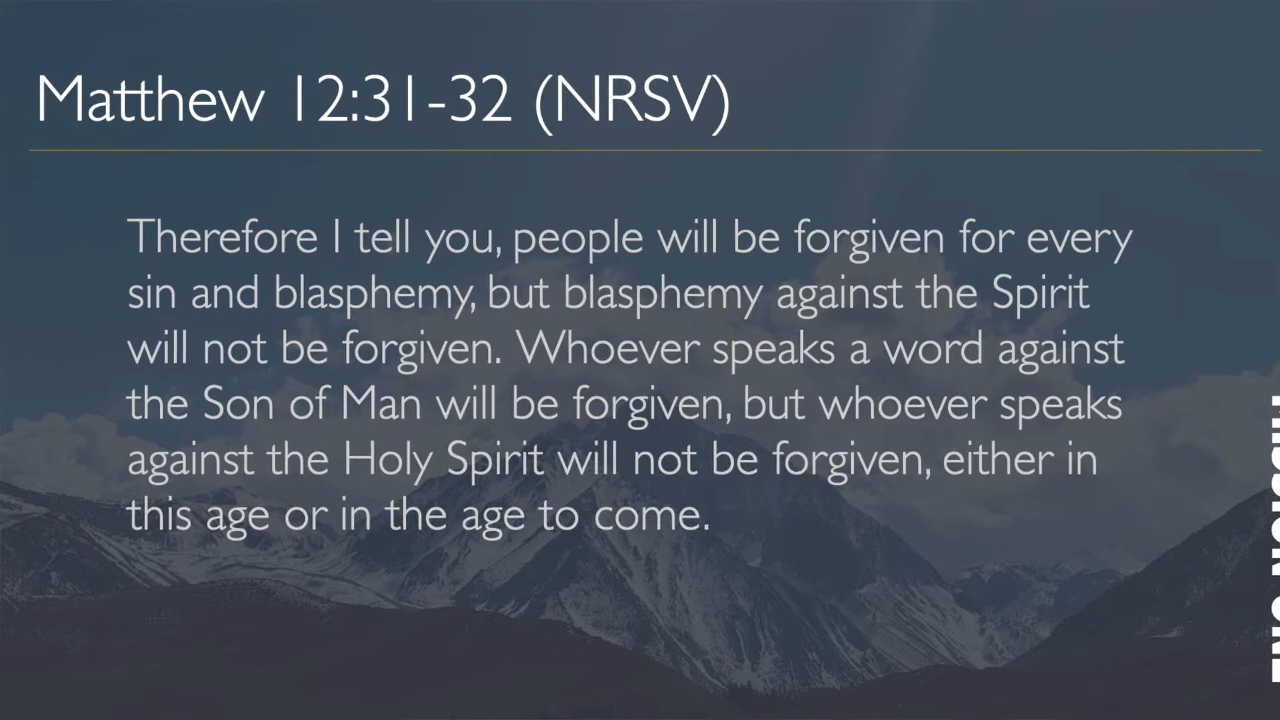 Matthew 12:31-32 (NRSV)
Therefore I tell you, people will be forgiven for every
sin and blasphemy, but blasphemy against the Spirit
will not be forgiven. Whoever speaks a word against
the Son of Man will be forgiven, but whoever speaks
against the Holy Spirit will not be forgiven, either in
this age or in the age to come.